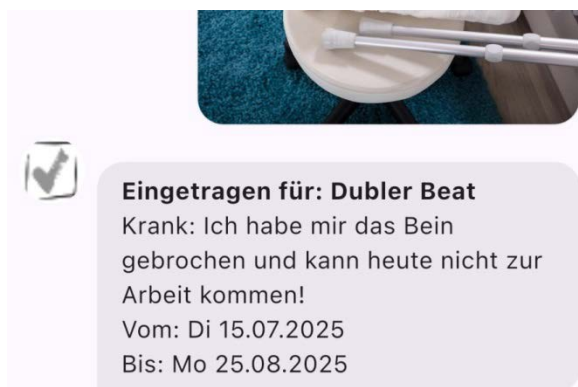 Eingetragen für: Dubler Beat
Krank: Ich habe mir das Bein
gebrochen und kann heute nicht zur
Arbeit kommen!
Vom: Di 15.07.2025
Bis: Mo 25.08.2025